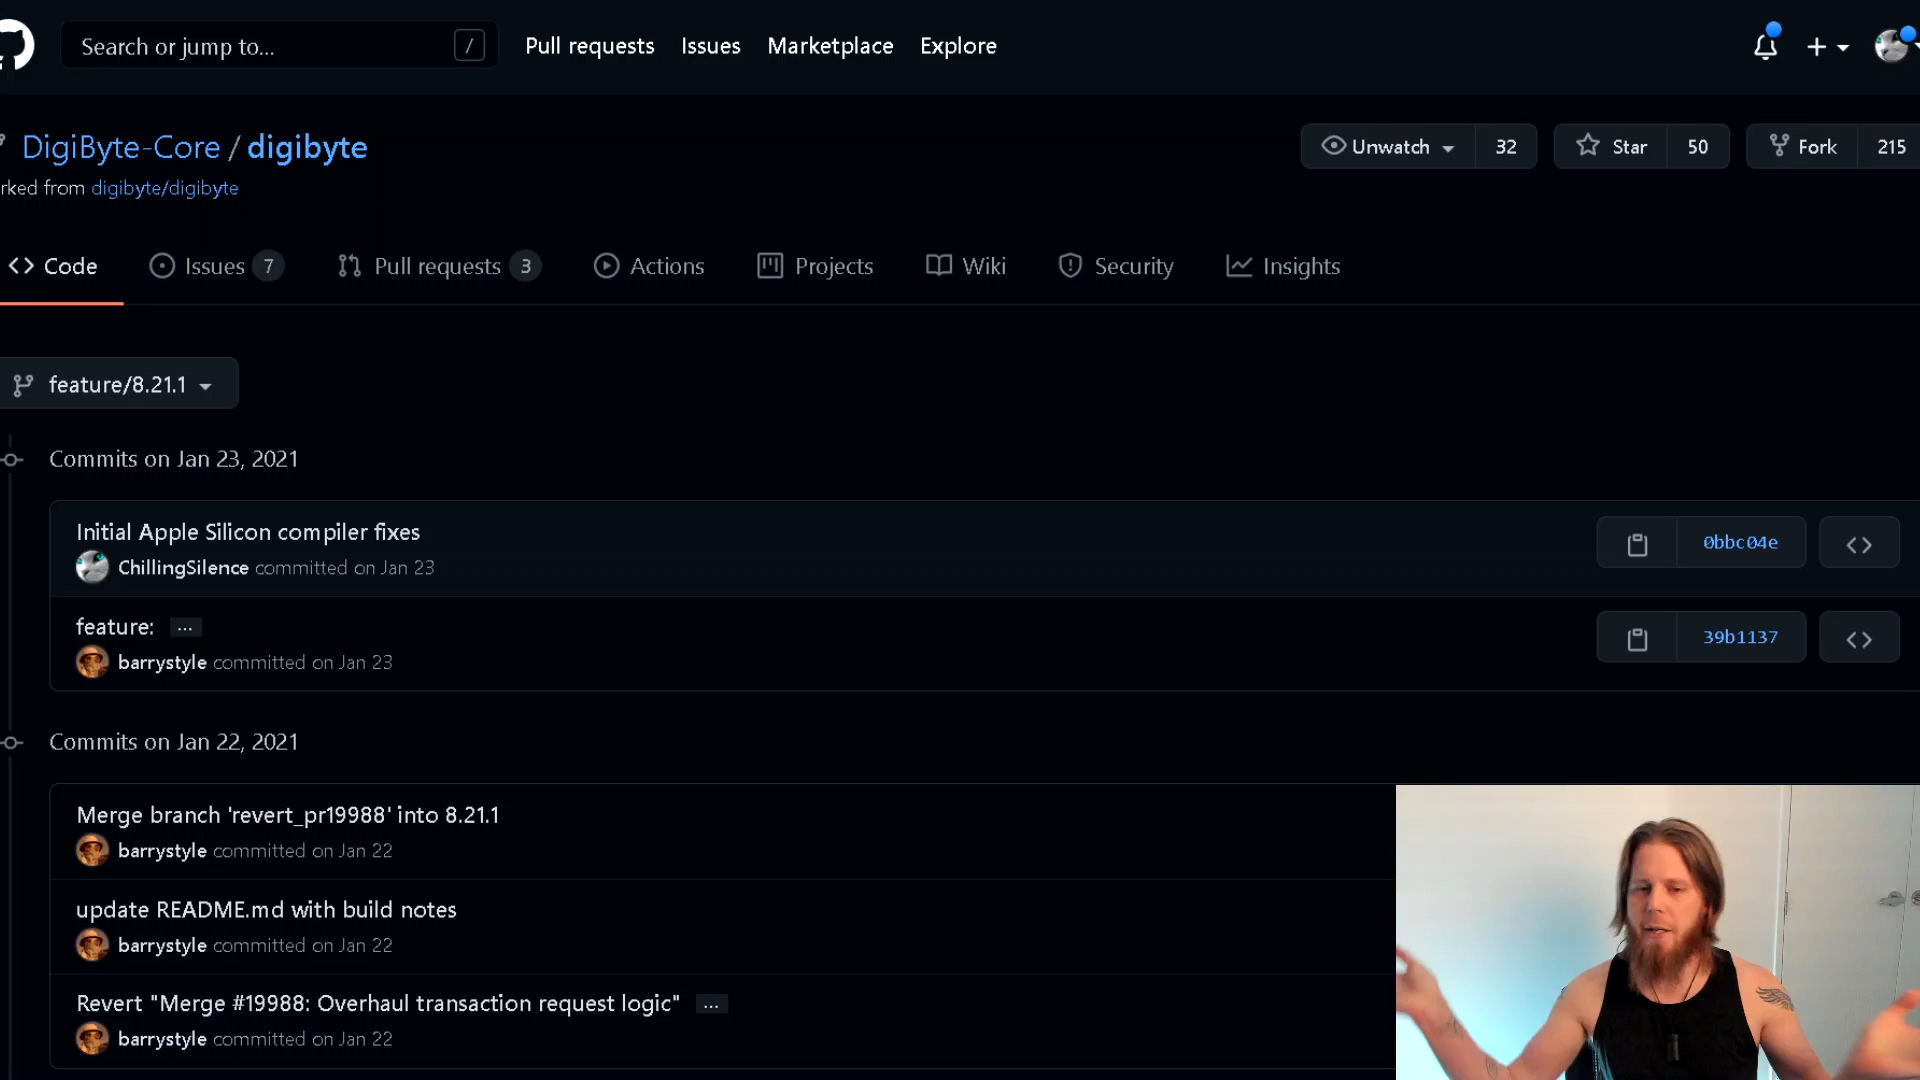 Search or jump to... /
Pull requests Issues Marketplace Explore
DigiByte-Core / digibyte
Unwatch 32 Star 50 Fork 215
rked from digibyte/digibyte
Code Issues 7 Pull requests 3 Actions Projects Wiki Security Insights
feature/8.21.1
Commits on Jan 23, 2021
Initial Apple Silicon compiler fixes
ChillingSilence committed on Jan 23
0bbc04e
feature: ...
barrystyle committed on Jan 23
39b1137
Commits on Jan 22, 2021
Merge branch 'revert_pr19988' into 8.21.1
barrystyle committed on Jan 22
update README.md with build notes
barrystyle committed on Jan 22
Revert "Merge #19988: Overhaul transaction request logic" ...
barrystyle committed on Jan 22